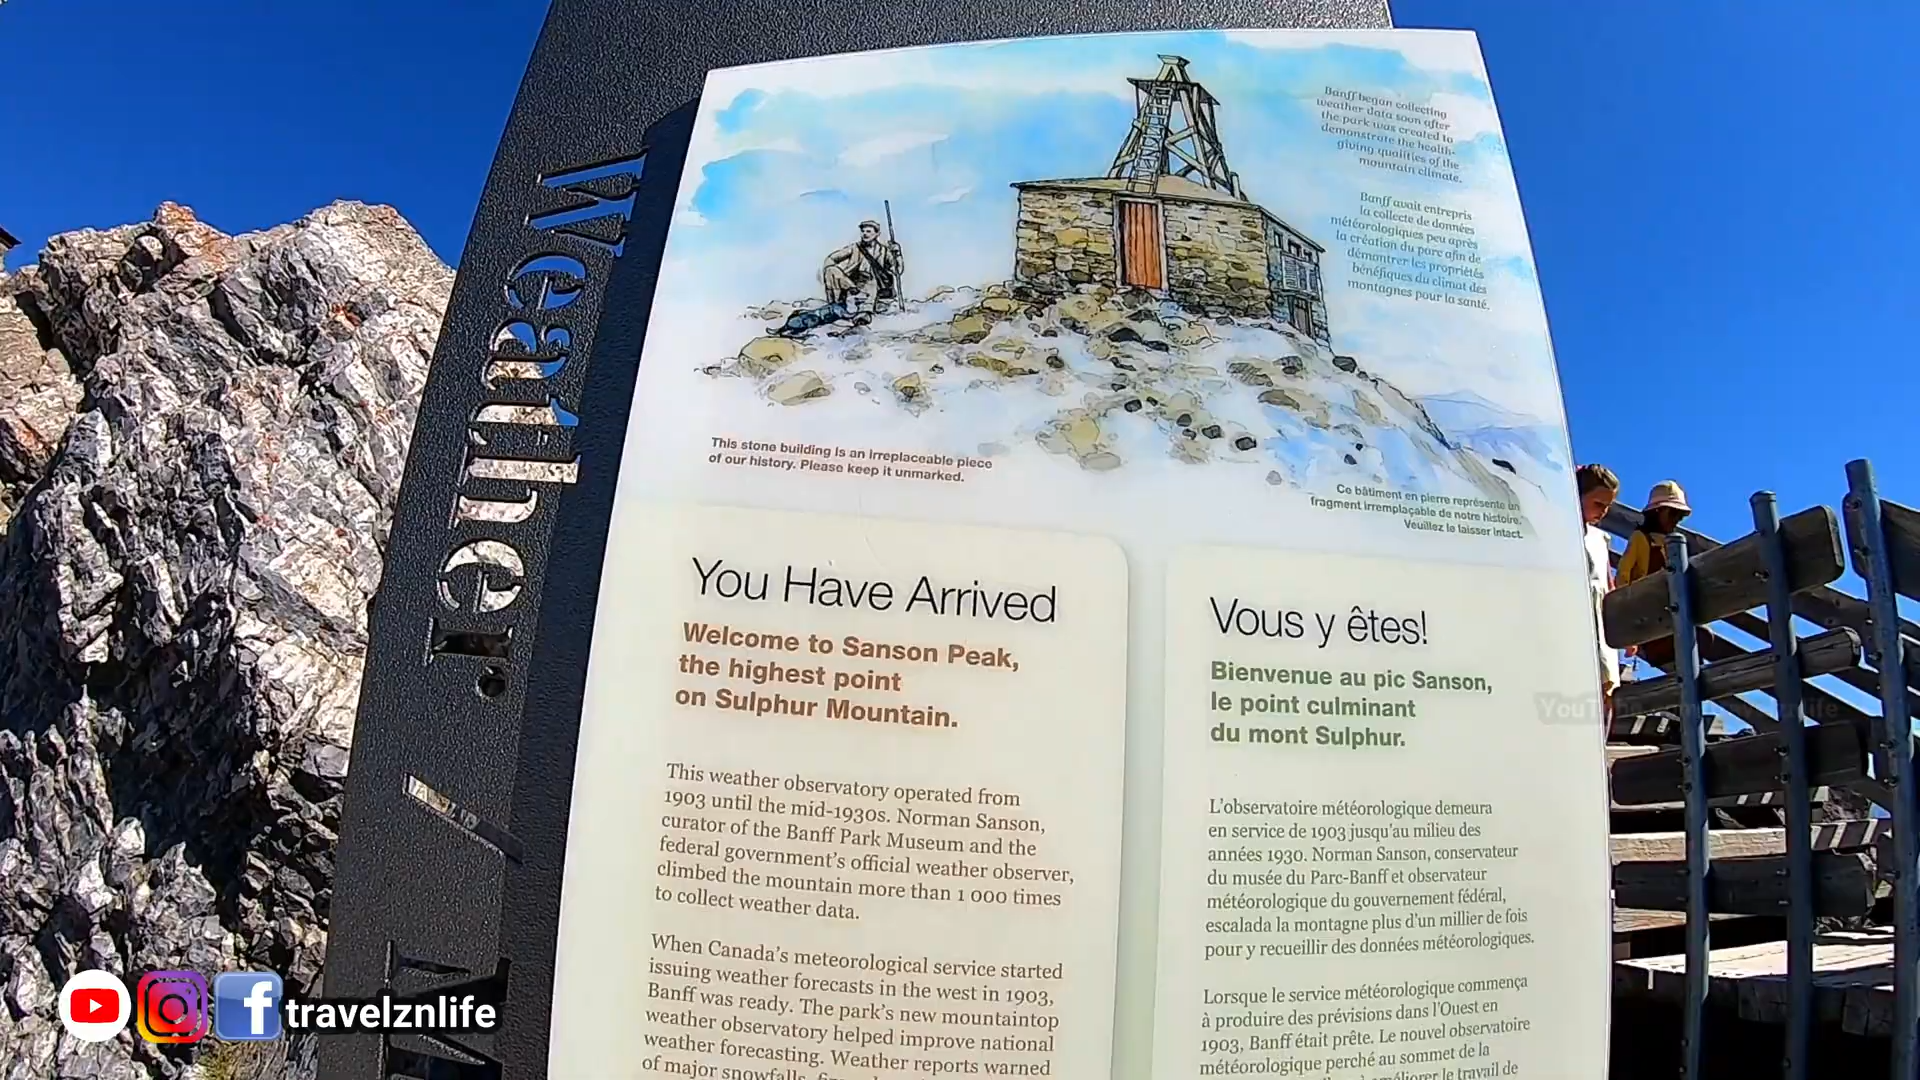 Weather /
Banff began collecting
weather data soon after
the park was created to
demonstrate the health-
giving qualities of the
mountain climate.
Banff avait entrepris
la collecte de données
météorologiques peu après
la création du parc afin de
démontrer les propriétés
bénéfiques du climat des
montagnes pour la santé.
This stone building is an irreplaceable piece
of our history. Please keep it unmarked.
Ce bâtiment en pierre représente un
fragment irremplaçable de notre histoire.
Veuillez le laisser intact.
You Have Arrived
Welcome to Sanson Peak,
the highest point
on Sulphur Mountain.
This weather observatory operated from
1903 until the mid-1930s. Norman Sanson,
curator of the Banff Park Museum and the
federal government's official weather observer,
climbed the mountain more than 1 000 times
to collect weather data.
When Canada's meteorological service started
issuing weather forecasts in the west in 1903,
Banff was ready. The park's new mountaintop
weather observatory helped improve national
weather forecasting. Weather reports warned
of major snowfalls,
Vous y êtes!
Bienvenue au pic Sanson,
le point culminant
du mont Sulphur.
L'observatoire météorologique demeura
en service de 1903 jusqu'au milieu des
années 1930. Norman Sanson, conservateur
du musée du Parc-Banff et observateur
météorologique du gouvernement fédéral,
escalada la montagne plus d'un millier de fois
pour y recueillir des données météorologiques.
Lorsque le service météorologique commença
à produire des prévisions dans l'Ouest en
1903, Banff était prête. Le nouvel observatoire
météorologique perché au sommet de la
améliorer le travail de
travelznlife